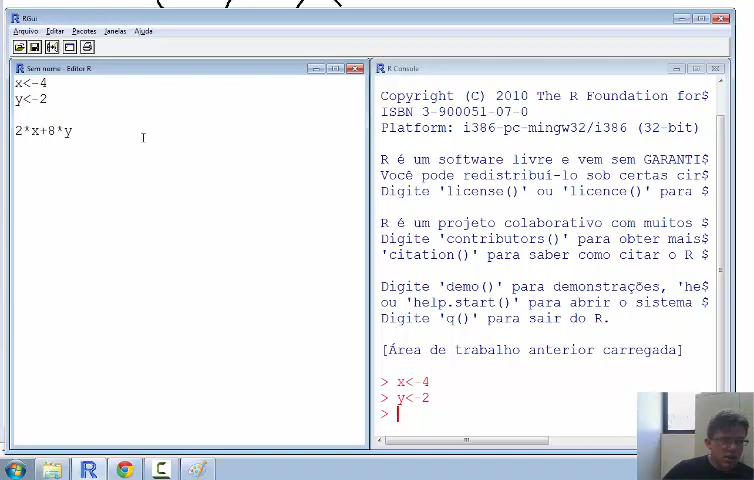 RGui
Arquivo Editar Pacotes Janelas Ajuda
Sem nome - Editor R
x<-4
y<-2
2*x+8*y
R Console
Copyright (C) 2010 The R Foundation for$
ISBN 3-900051-07-0
Platform: i386-pc-mingw32/i386 (32-bit)
R é um software livre e vem sem GARANTI$
Você pode redistribuí-lo sob certas cir$
Digite 'license()' ou 'licence()' para $
R é um projeto colaborativo com muitos $
Digite 'contributors()' para obter mais$
'citation()' para saber como citar o R $
Digite 'demo()' para demonstrações, 'he$
ou 'help.start()' para abrir o sistema $
Digite 'q()' para sair do R.
[Área de trabalho anterior carregada]
> x<-4
> y<-2
>